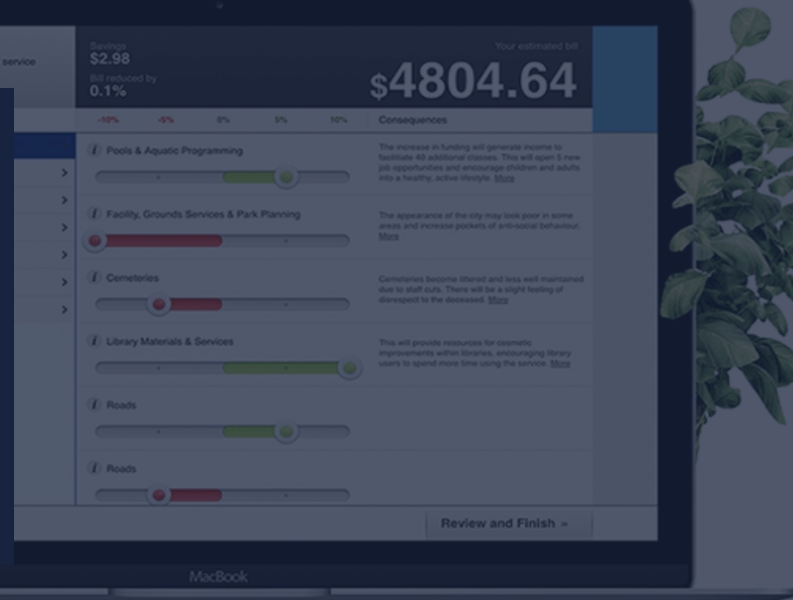 service
Savings
$2.98
Bill reduced by
0.1%
Your estimated bill
$4804.64
-10% -5% 0% 5% 10% Consequences
i Pools & Aquatic Programming
The increase in funding will generate income to
facilitate 49 additional classes. This will open 5 new
job opportunities and encourage children and adults
into a healthy, active lifestyle. More
i Facility, Grounds Services & Park Planning
The appearance of the city may look poor in some
areas and increase pockets of anti-social behaviour.
More
i Cemeteries
Cemeteries become littered and less well maintained
due to staff cuts. There will be a slight feeling of
disrespect to the deceased. More
i Library Materials & Services
This will provide resources for cosmetic
improvements within libraries, encouraging library
users to spend more time using the service. More
i Roads
i Roads
Review and Finish »
MacBook